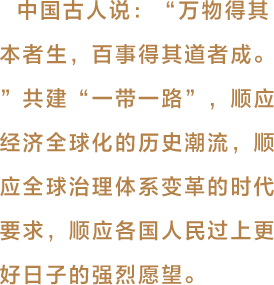 中国古人说：“万物得其
本者生，百事得其道者成。
”共建“一带一路”，顺应
经济全球化的历史潮流，顺
应全球治理体系变革的时代
要求，顺应各国人民过上更
好日子的强烈愿望。